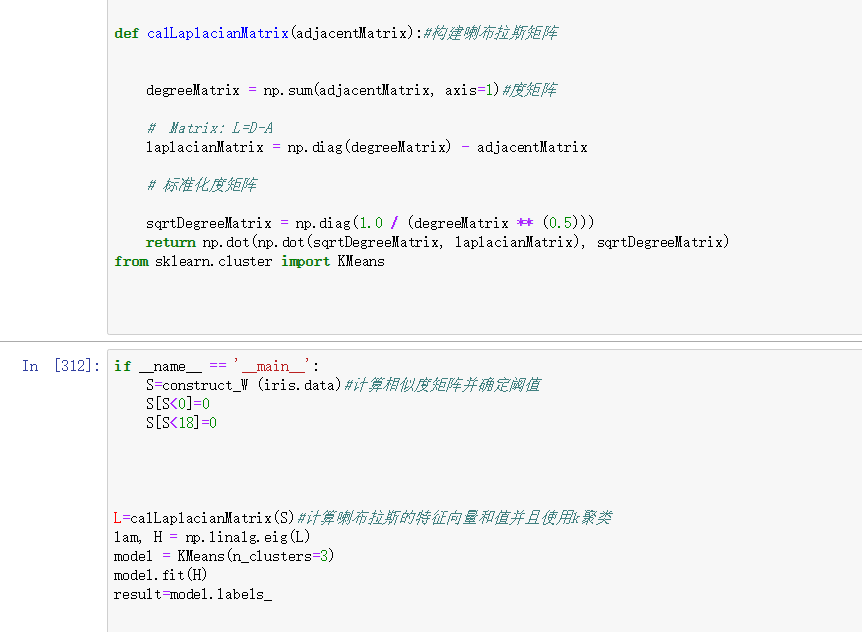 def calLaplacianMatrix(adjacentMatrix):#构建喇布拉斯矩阵
degreeMatrix = np.sum(adjacentMatrix, axis=1)#度矩阵
# Matrix: L=D-A
laplacianMatrix = np.diag(degreeMatrix) - adjacentMatrix
# 标准化度矩阵
sqrtDegreeMatrix = np.diag(1.0 / (degreeMatrix ** (0.5)))
return np.dot(np.dot(sqrtDegreeMatrix, laplacianMatrix), sqrtDegreeMatrix)
from sklearn.cluster import KMeans
In [312]: if __name__ == '__main__':
S=construct_W (iris.data)#计算相似度矩阵并确定阈值
S[S<0]=0
S[S<18]=0
L=calLaplacianMatrix(S)#计算喇布拉斯的特征向量和值并且使用k聚类
lam, H = np.linalg.eig(L)
model = KMeans(n_clusters=3)
model.fit(H)
result=model.labels_